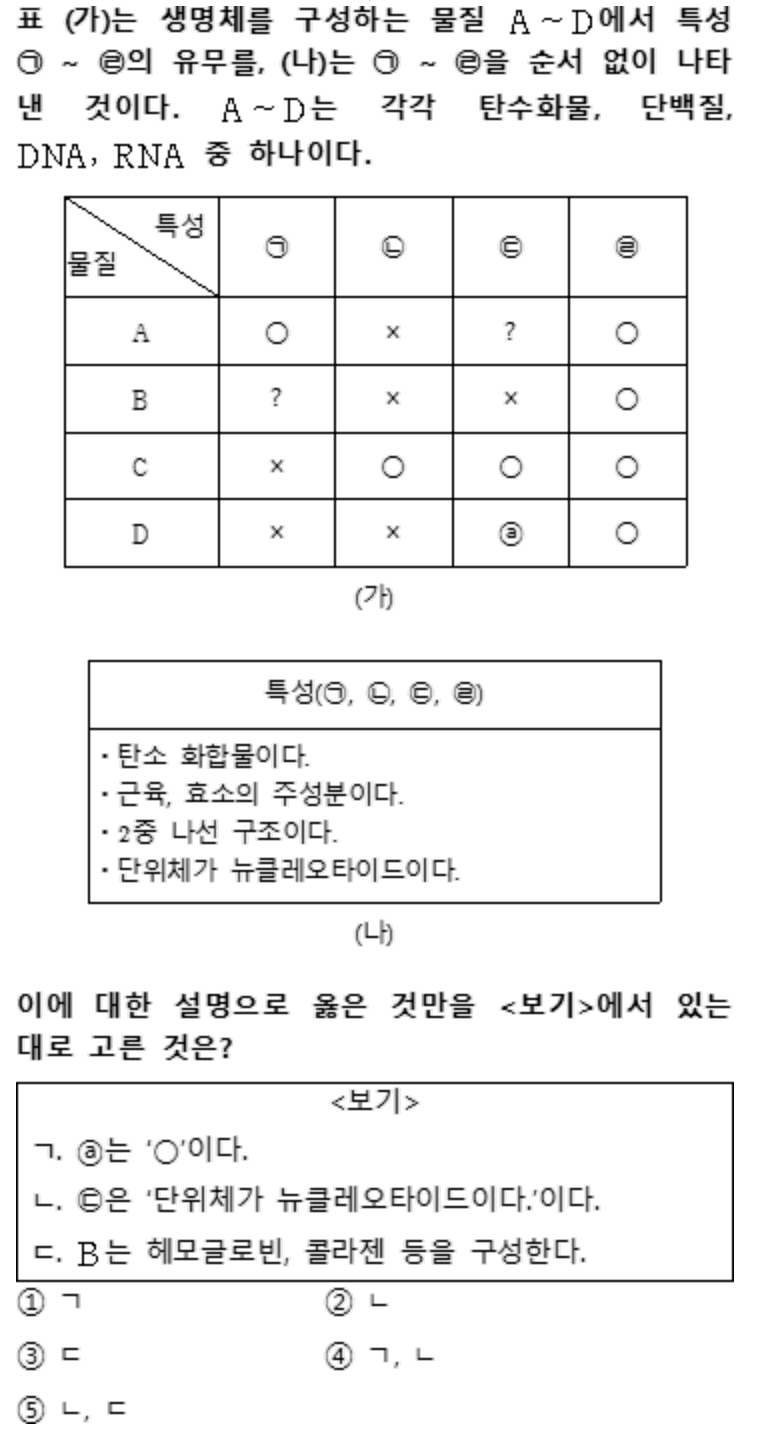 표 (가)는 생명체를 구성하는 물질 A ~ D에서 특성
㉠ ~ ㉣의 유무를, (나)는 ㉠ ~ ㉣을 순서 없이 나타
낸 것이다. A ~ D는 각각 탄수화물, 단백질,
DNA, RNA 중 하나이다.
특성
물질 ㉠ ㉡ ㉢ ㉣
A ○ × ? ○
B ? × × ○
C × ○ ○ ○
D × × ⓐ ○
(가)
특성(㉠, ㉡, ㉢, ㉣)
· 탄소 화합물이다.
· 근육, 효소의 주성분이다.
· 2중 나선 구조이다.
· 단위체가 뉴클레오타이드이다.
(나)
이에 대한 설명으로 옳은 것만을 <보기>에서 있는
대로 고른 것은?
<보기>
ㄱ. ⓐ는 ‘○’이다.
ㄴ. ㉢은 ‘단위체가 뉴클레오타이드이다.’이다.
ㄷ. B는 헤모글로빈, 콜라젠 등을 구성한다.
① ㄱ ② ㄴ
③ ㄷ ④ ㄱ, ㄴ
⑤ ㄴ, ㄷ